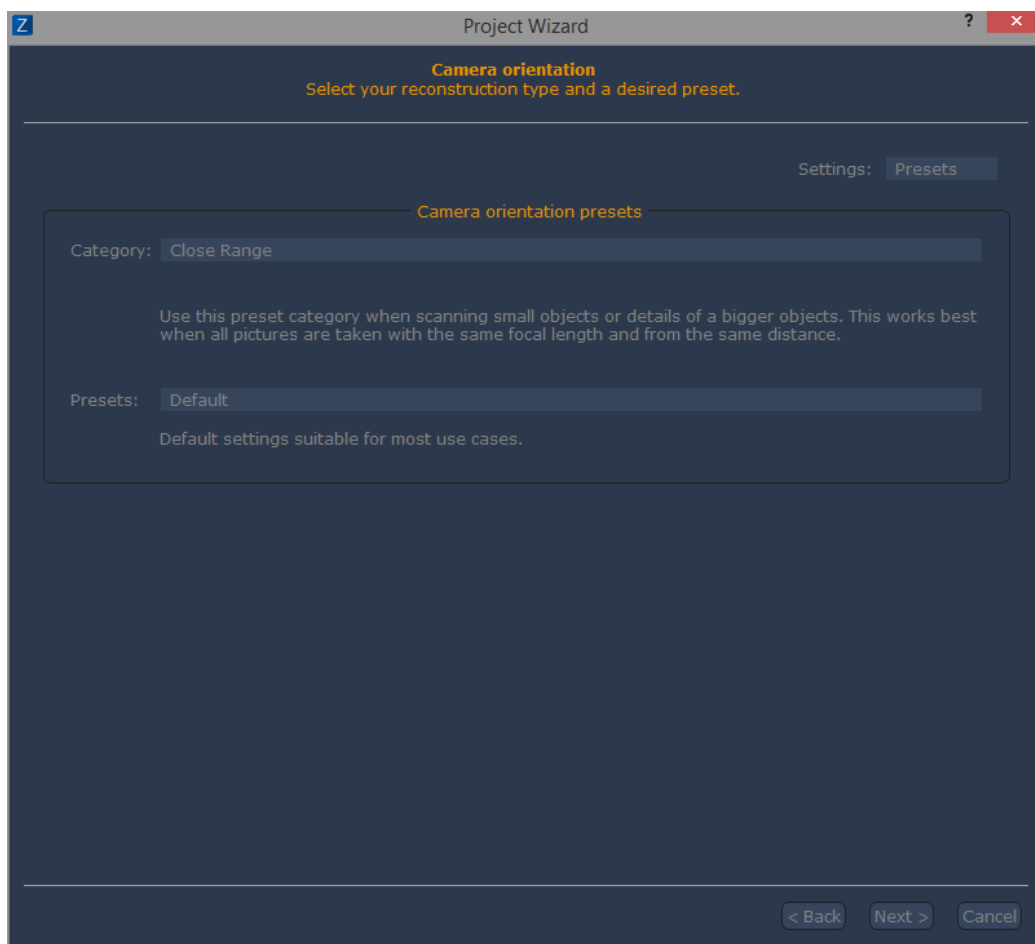 Z
Project Wizard
?
×
Camera orientation
Select your reconstruction type and a desired preset.
Settings: Presets
Camera orientation presets
Category: Close Range
Use this preset category when scanning small objects or details of a bigger objects. This works best
when all pictures are taken with the same focal length and from the same distance.
Presets: Default
Default settings suitable for most use cases.
< Back Next > Cancel